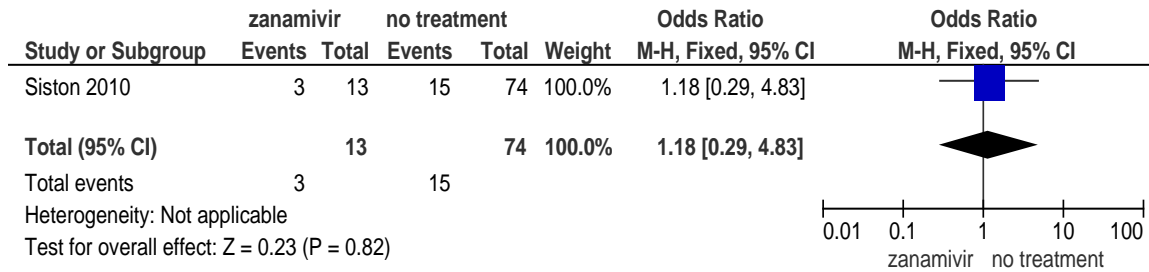 zanamivir no treatment Odds Ratio Odds Ratio
Study or Subgroup Events Total Events Total Weight M-H, Fixed, 95% CI M-H, Fixed, 95% CI
Siston 2010 3 13 15 74 100.0% 1.18 [0.29, 4.83]
Total (95% CI) 13 74 100.0% 1.18 [0.29, 4.83]
Total events 3 15
Heterogeneity: Not applicable
Test for overall effect: Z = 0.23 (P = 0.82)
0.01 0.1 1 10 100
zanamivir no treatment